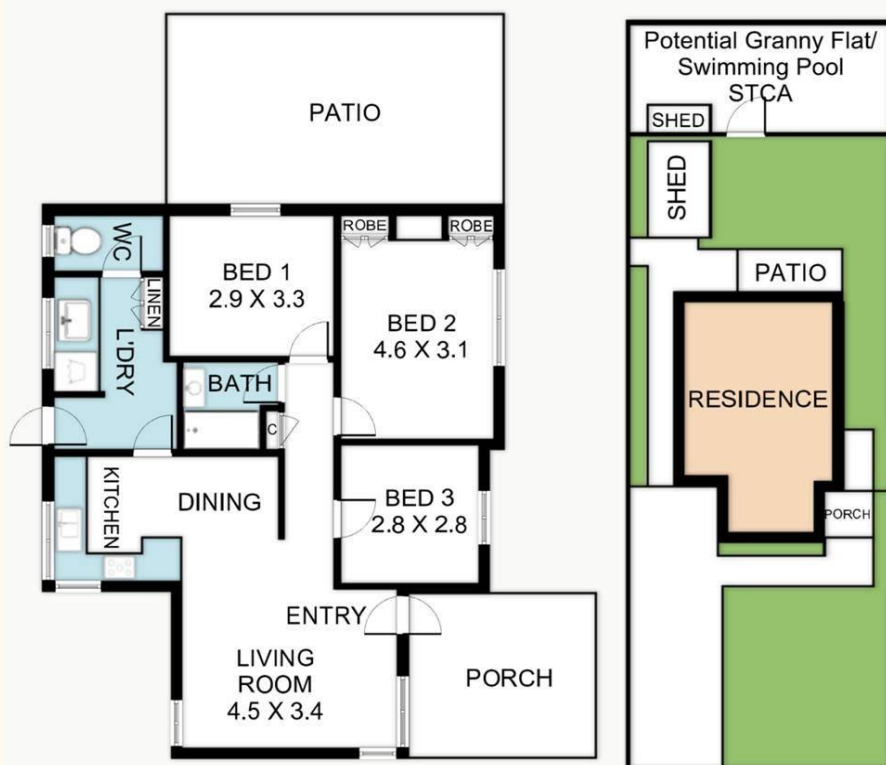 PATIO
WC
BED 1
2.9 X 3.3
ROBE
ROBE
BED 2
4.6 X 3.1
LINEN
L'DRY
BATH
C
KITCHEN
DINING
BED 3
2.8 X 2.8
ENTRY
LIVING
ROOM
4.5 X 3.4
PORCH
Potential Granny Flat/
Swimming Pool
STCA
SHED
SHED
PATIO
RESIDENCE
PORCH